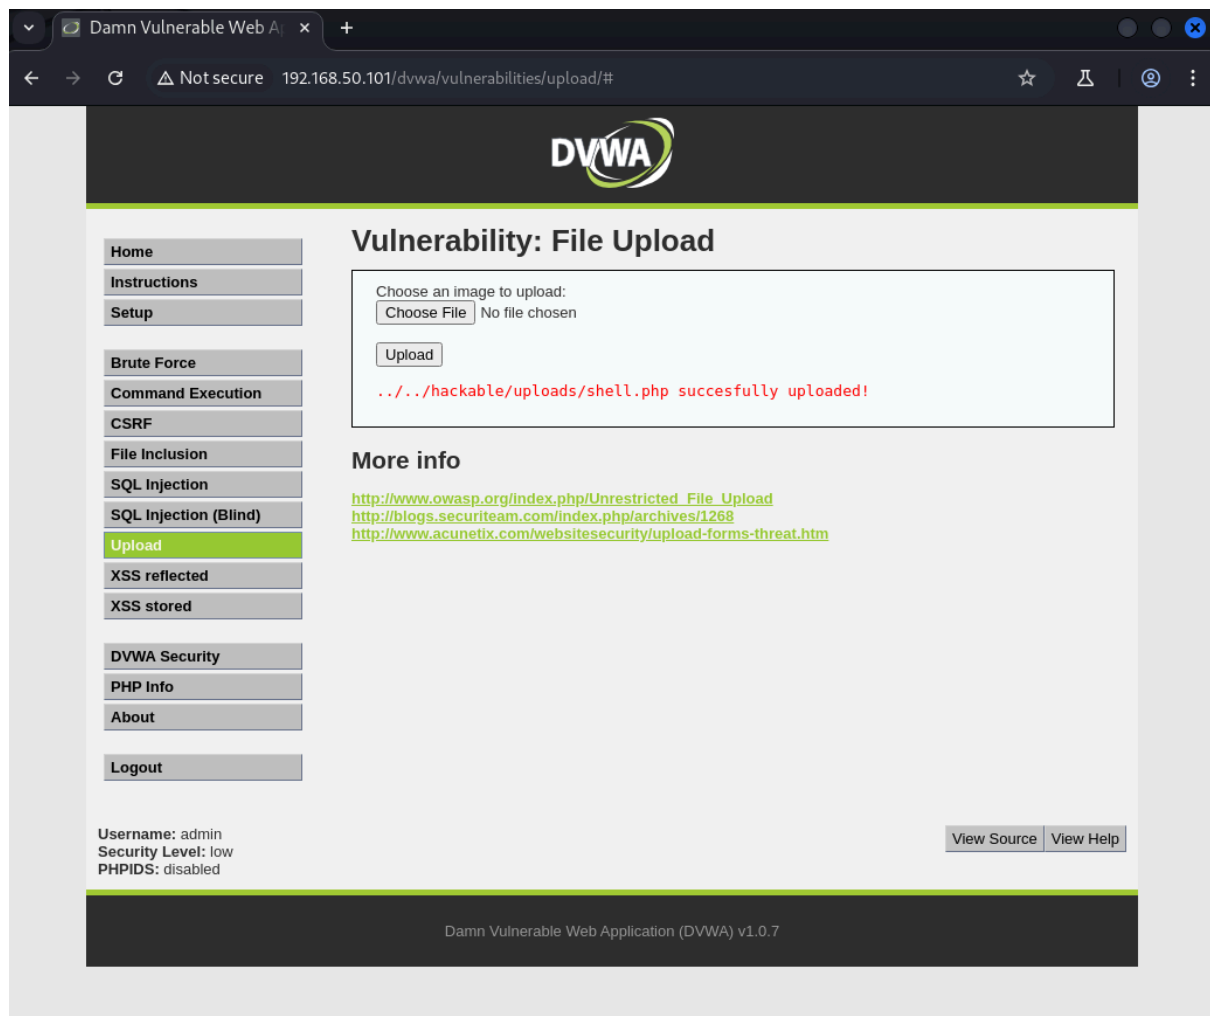 Damn Vulnerable Web Ap
Not secure 192.168.50.101/dvwa/vulnerabilities/upload/#
DVWA
Home
Instructions
Setup
Brute Force
Command Execution
CSRF
File Inclusion
SQL Injection
SQL Injection (Blind)
Upload
XSS reflected
XSS stored
DVWA Security
PHP Info
About
Logout
Vulnerability: File Upload
Choose an image to upload:
Choose File No file chosen
Upload
../../hackable/uploads/shell.php succesfully uploaded!
More info
http://www.owasp.org/index.php/Unrestricted_File_Upload
http://blogs.securiteam.com/index.php/archives/1268
http://www.acunetix.com/websitesecurity/upload-forms-threat.htm
Username: admin
Security Level: low
PHPIDS: disabled
View Source View Help
Damn Vulnerable Web Application (DVWA) v1.0.7